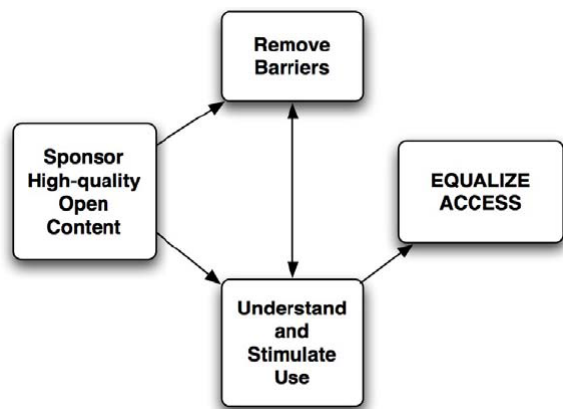 Remove
Barriers
Sponsor
High-quality
Open
Content
EQUALIZE
ACCESS
Understand
and
Stimulate
Use